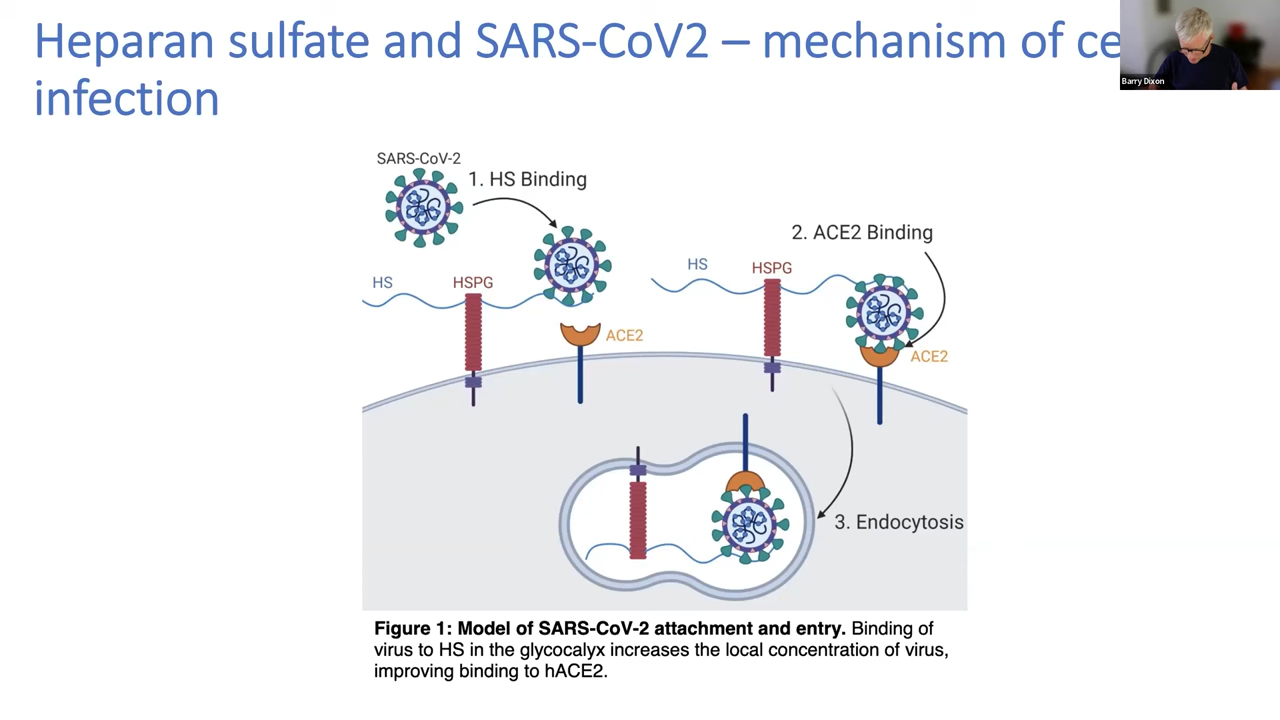 Heparan sulfate and SARS-CoV2 – mechanism of ce
infection
Barry Dixon
SARS-CoV-2
1. HS Binding
HS
HSPG
ACE2
2. ACE2 Binding
HS
HSPG
ACE2
3. Endocytosis
Figure 1: Model of SARS-CoV-2 attachment and entry. Binding of
virus to HS in the glycocalyx increases the local concentration of virus,
improving binding to hACE2.